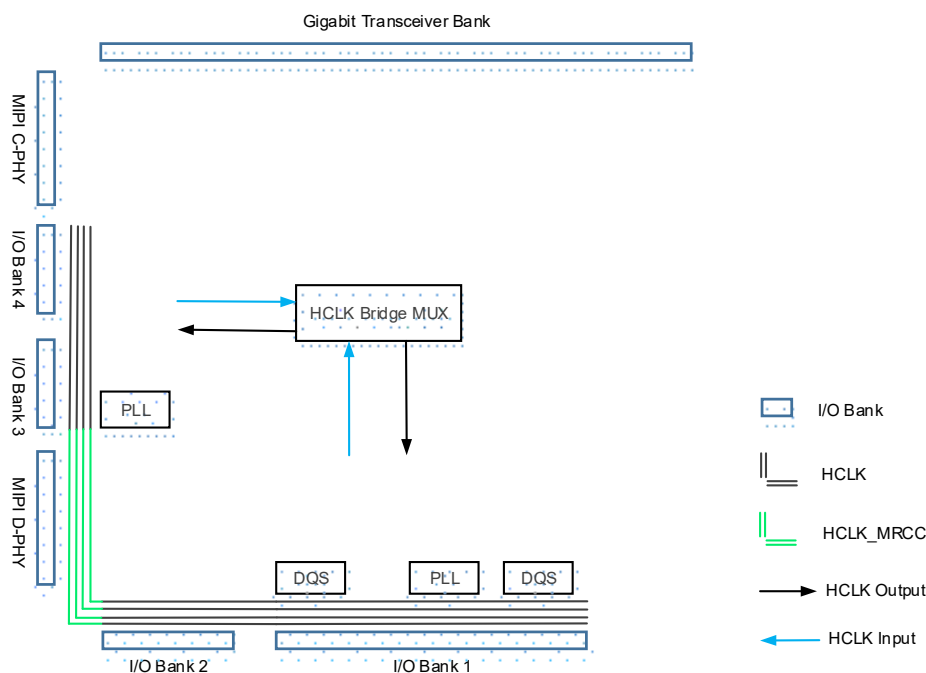 Gigabit Transceiver Bank
MIPI C-PHY
I/O Bank 4
HCLK Bridge MUX
I/O Bank 3
PLL
MIPI D-PHY
DQS
PLL
DQS
I/O Bank 2
I/O Bank 1
I/O Bank
HCLK
HCLK_MRCC
HCLK Output
HCLK Input